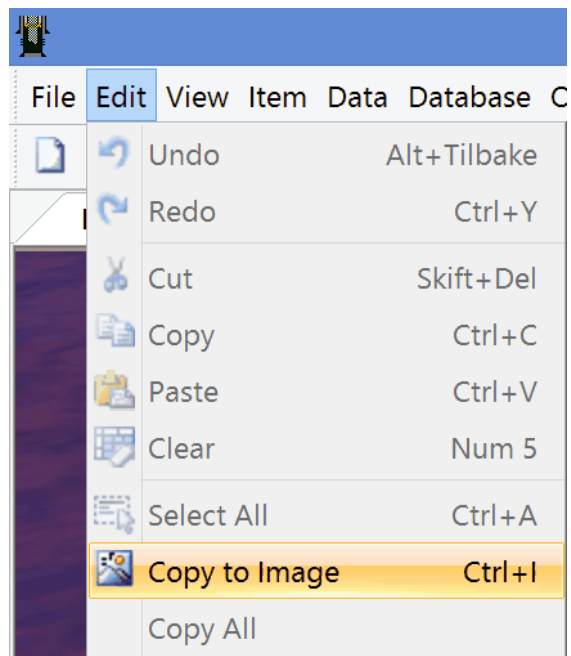 File Edit View Item Data Database
Undo Alt+Tilbake
Redo Ctrl+Y
Cut Skift+Del
Copy Ctrl+C
Paste Ctrl+V
Clear Num 5
Select All Ctrl+A
Copy to Image Ctrl+I
Copy All